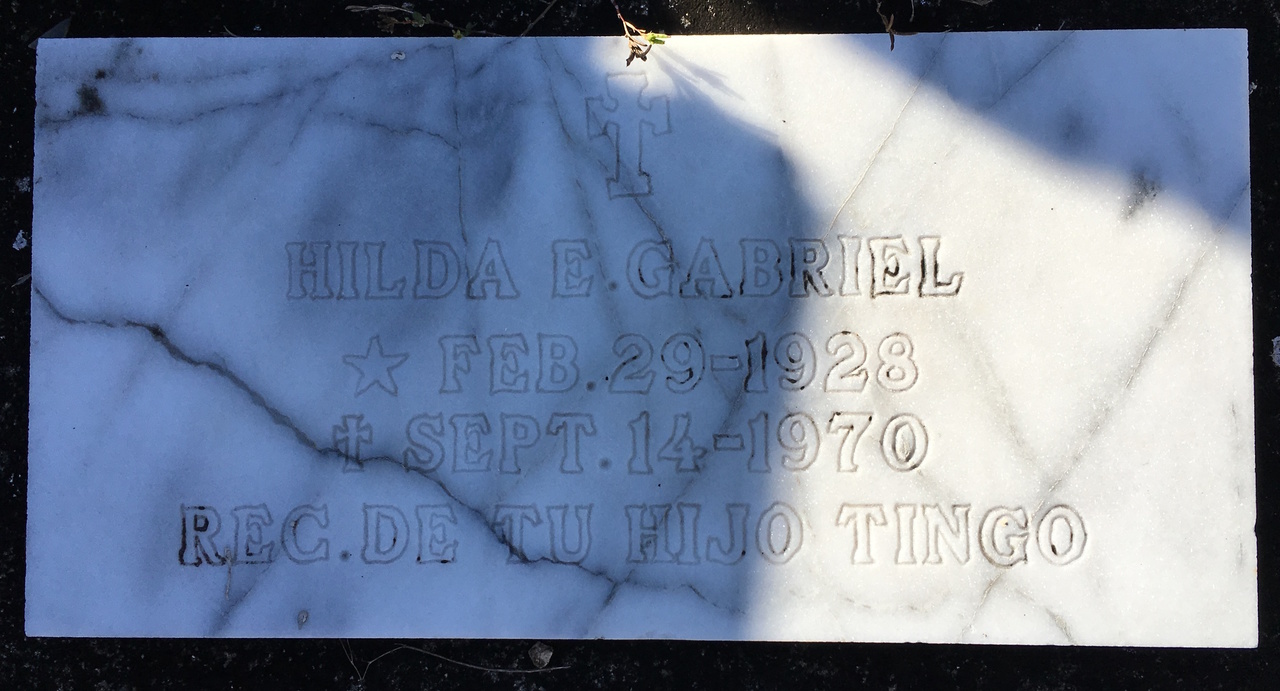 HILDA E. GABRIEL
★ FEB. 29-1928
✝ SEPT. 14-1970
REC. DE TU HIJO TINGO